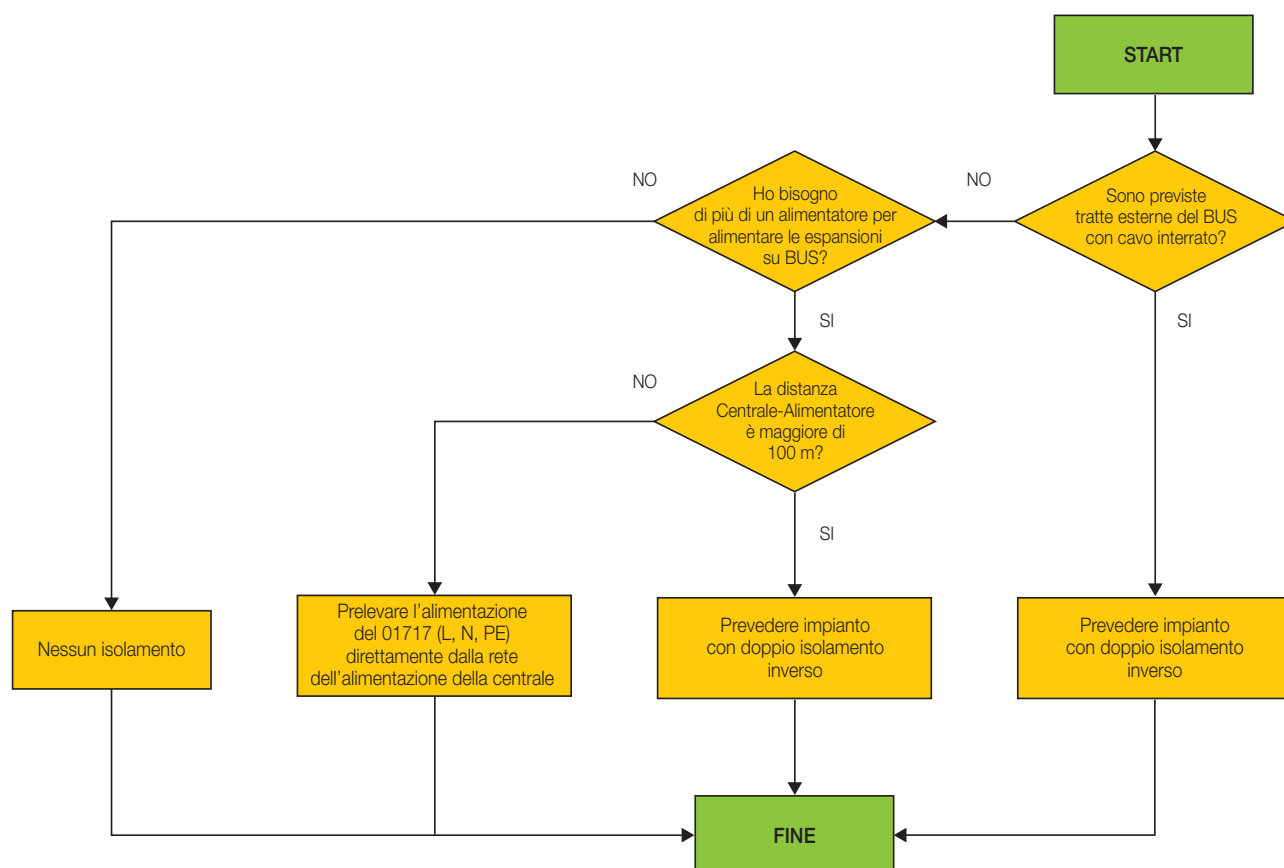 START
Sono previste
tratte esterne del BUS
con cavo interrato?
NO
SI
Ho bisogno
di più di un alimentatore per
alimentare le espansioni
su BUS?
NO
SI
La distanza
Centrale-Alimentatore
è maggiore di
100 m?
NO
SI
Nessun isolamento
Prelevare l’alimentazione
del 01717 (L, N, PE)
direttamente dalla rete
dell’alimentazione della centrale
Prevedere impianto
con doppio isolamento
inverso
Prevedere impianto
con doppio isolamento
inverso
FINE